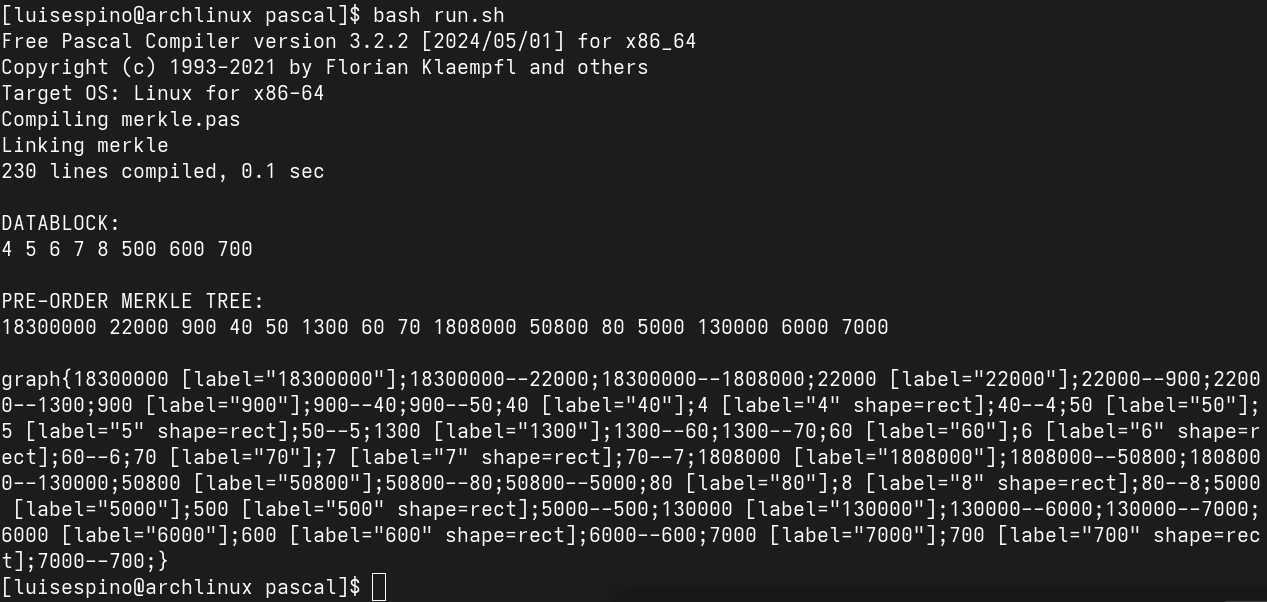 [luisespino@archlinux pascal]$ bash run.sh
Free Pascal Compiler version 3.2.2 [2024/05/01] for x86_64
Copyright (c) 1993-2021 by Florian Klaempfl and others
Target OS: Linux for x86-64
Compiling merkle.pas
Linking merkle
230 lines compiled, 0.1 sec
DATABLOCK:
4 5 6 7 8 500 600 700
PRE-ORDER MERKLE TREE:
18300000 22000 900 40 50 1300 60 70 1808000 50800 80 5000 130000 6000 7000
graph{18300000 [label="18300000"];18300000--22000;18300000--1808000;22000 [label="22000"];22000--900;2200
0--1300;900 [label="900"];900--40;900--50;40 [label="40"];4 [label="4" shape=rect];40--4;50 [label="50"];
5 [label="5" shape=rect];50--5;1300 [label="1300"];1300--60;1300--70;60 [label="60"];6 [label="6" shape=r
ect];60--6;70 [label="70"];7 [label="7" shape=rect];70--7;1808000 [label="1808000"];1808000--50800;180800
0--130000;50800 [label="50800"];50800--80;50800--5000;80 [label="80"];8 [label="8" shape=rect];80--8;5000
 [label="5000"];500 [label="500" shape=rect];5000--500;130000 [label="130000"];130000--6000;130000--7000;
6000 [label="6000"];600 [label="600" shape=rect];6000--600;7000 [label="7000"];700 [label="700" shape=rec
t];7000--700;}
[luisespino@archlinux pascal]$